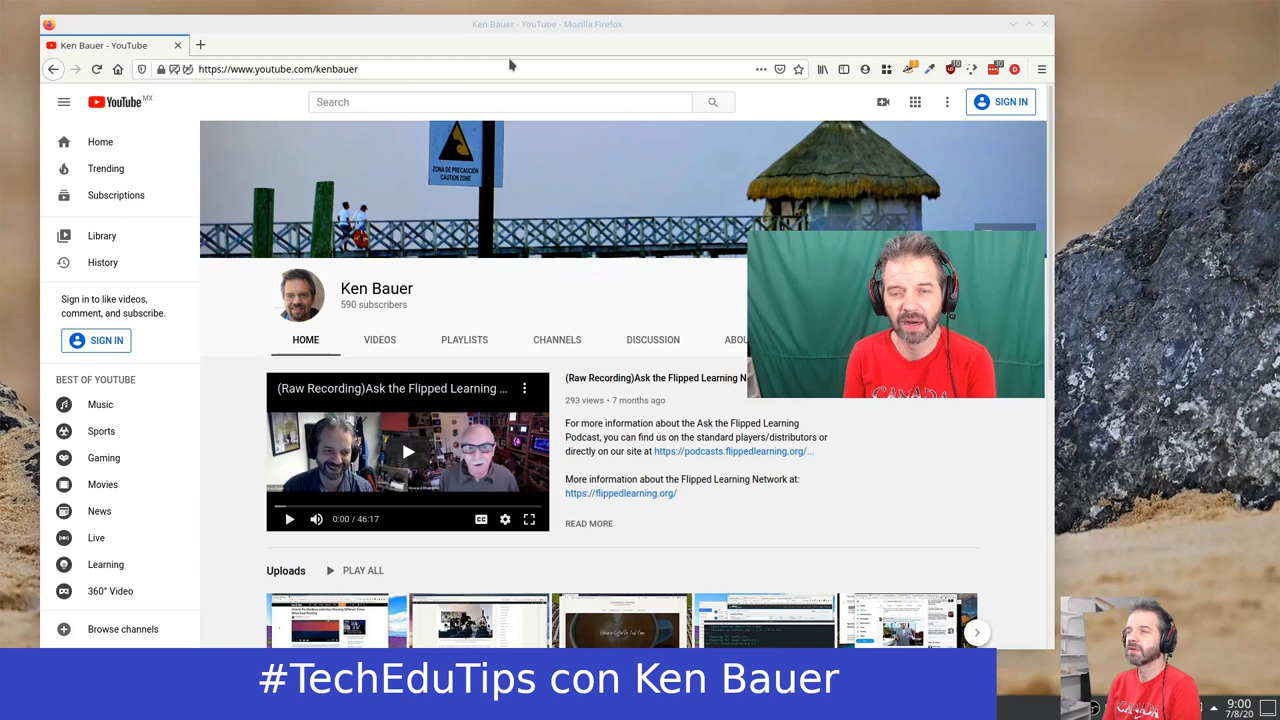 Ken Bauer - YouTube - Mozilla Firefox
Ken Bauer - YouTube
https://www.youtube.com/kenbauer
YouTube MX
Search
SIGN IN
Home
Trending
Subscriptions
Library
History
Sign in to like videos,
comment, and subscribe.
SIGN IN
BEST OF YOUTUBE
Music
Sports
Gaming
Movies
News
Live
Learning
360° Video
Browse channels
ZONA DE PRECAUCIÓN
CAUTION ZONE
Ken Bauer
590 subscribers
HOME
VIDEOS
PLAYLISTS
CHANNELS
DISCUSSION
ABOU
(Raw Recording)Ask the Flipped Learning ...
0:00 / 46:17
(Raw Recording)Ask the Flipped Learning N
293 views • 7 months ago
For more information about the Ask the Flipped Learning
Podcast, you can find us on the standard players/distributors or
directly on our site at https://podcasts.flippedlearning.org/...
More information about the Flipped Learning Network at:
https://flippedlearning.org/
READ MORE
Uploads
PLAY ALL
CANADA
#TechEduTips con Ken Bauer
CANADA
9:00
7/8/20